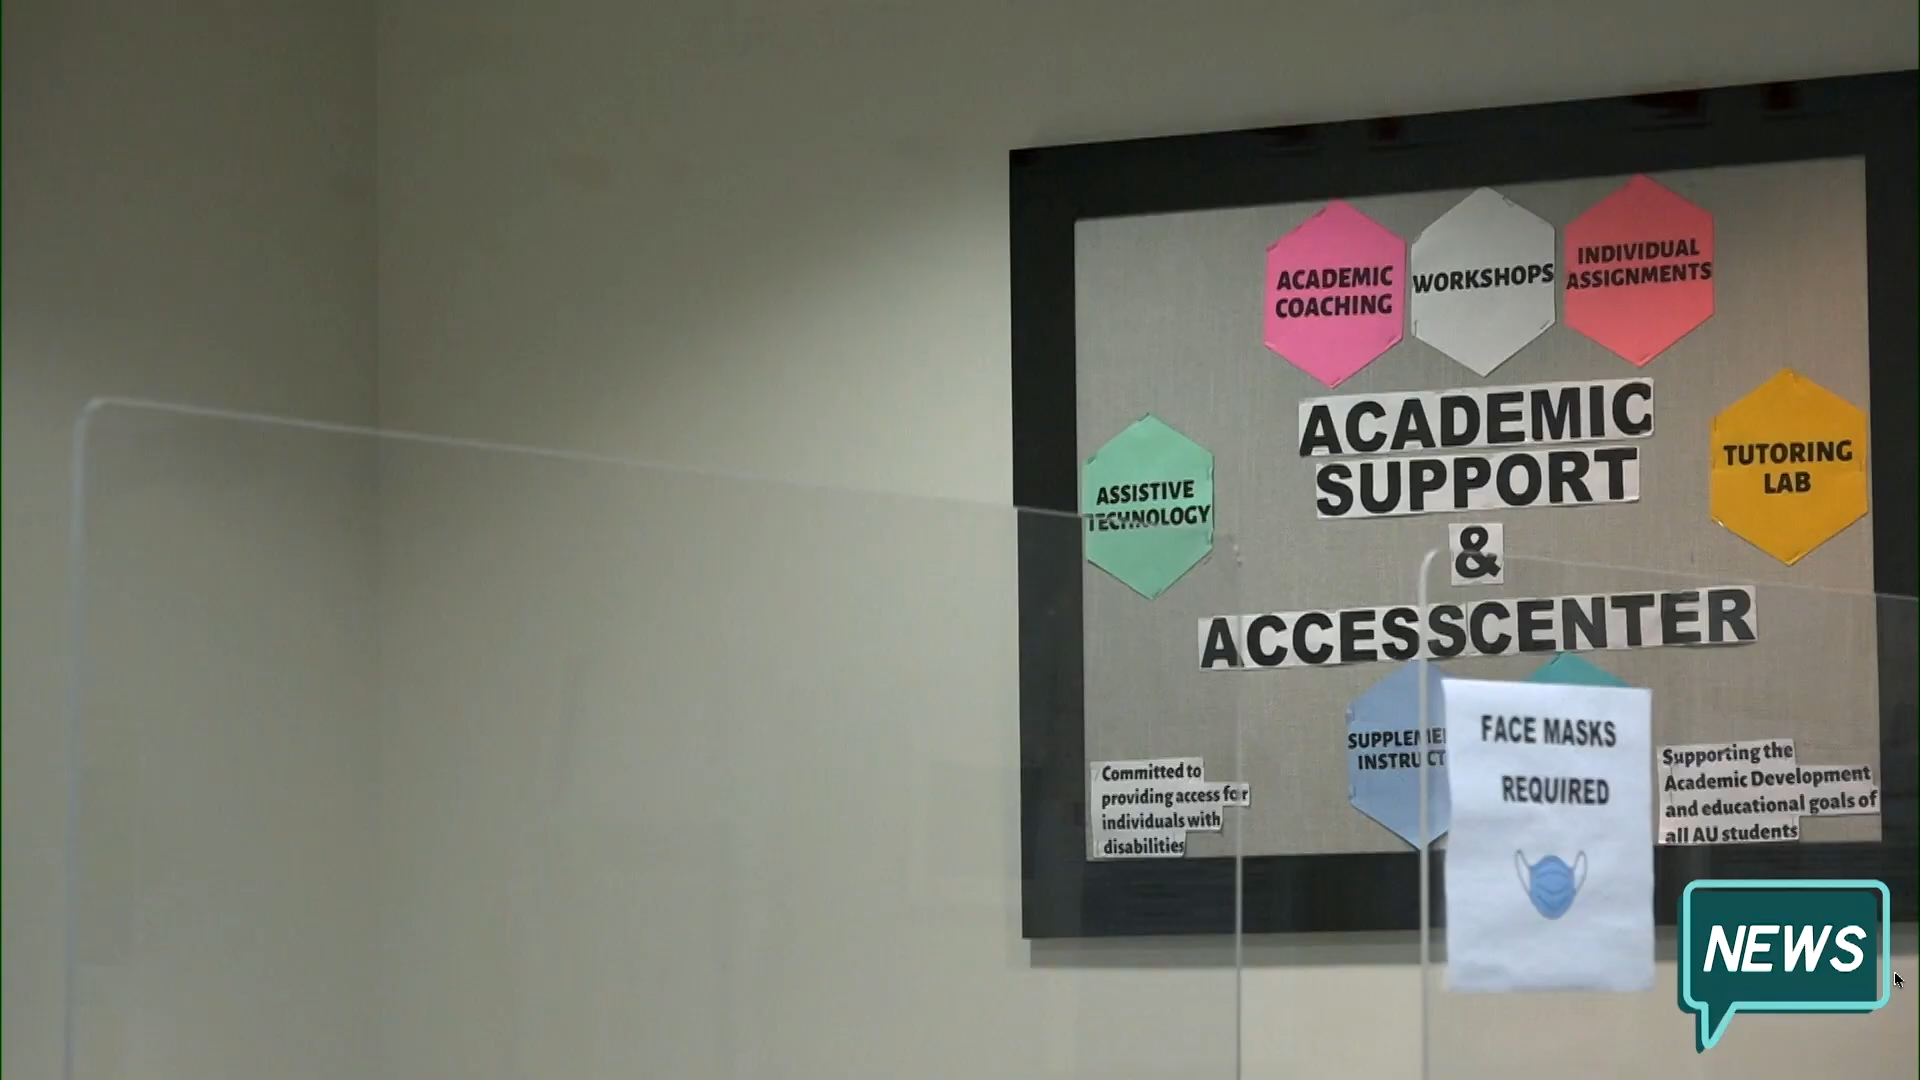 ACADEMIC
COACHING
WORKSHOPS
INDIVIDUAL
ASSIGNMENTS
ACADEMIC
SUPPORT
&
ACCESSCENTER
ASSISTIVE
TECHNOLOGY
TUTORING
LAB
INSTRUCT
Committed to
providing access for
individuals with
disabilities
FACE MASKS
REQUIRED
Supporting the
Academic Development
and educational goals of
all AU students
NEWS